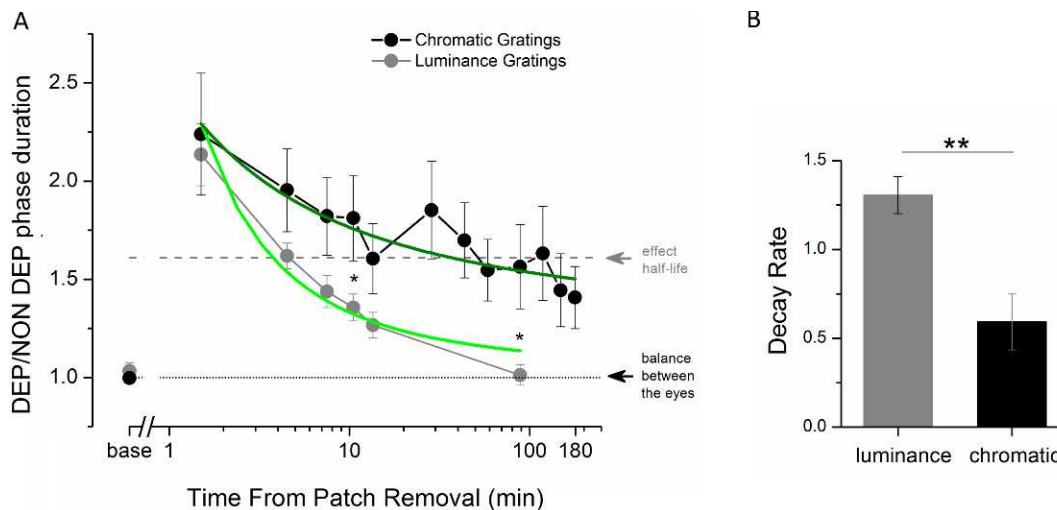 A
B
Chromatic Gratings
Luminance Gratings
DEP/NON DEP phase duration
2.5
2.0
1.5
1.0
effect
half-life
*
*
balance
between
the eyes
base
1
10
100
180
Time From Patch Removal (min)
**
Decay Rate
1.5
1.0
0.5
0.0
luminance
chromatic